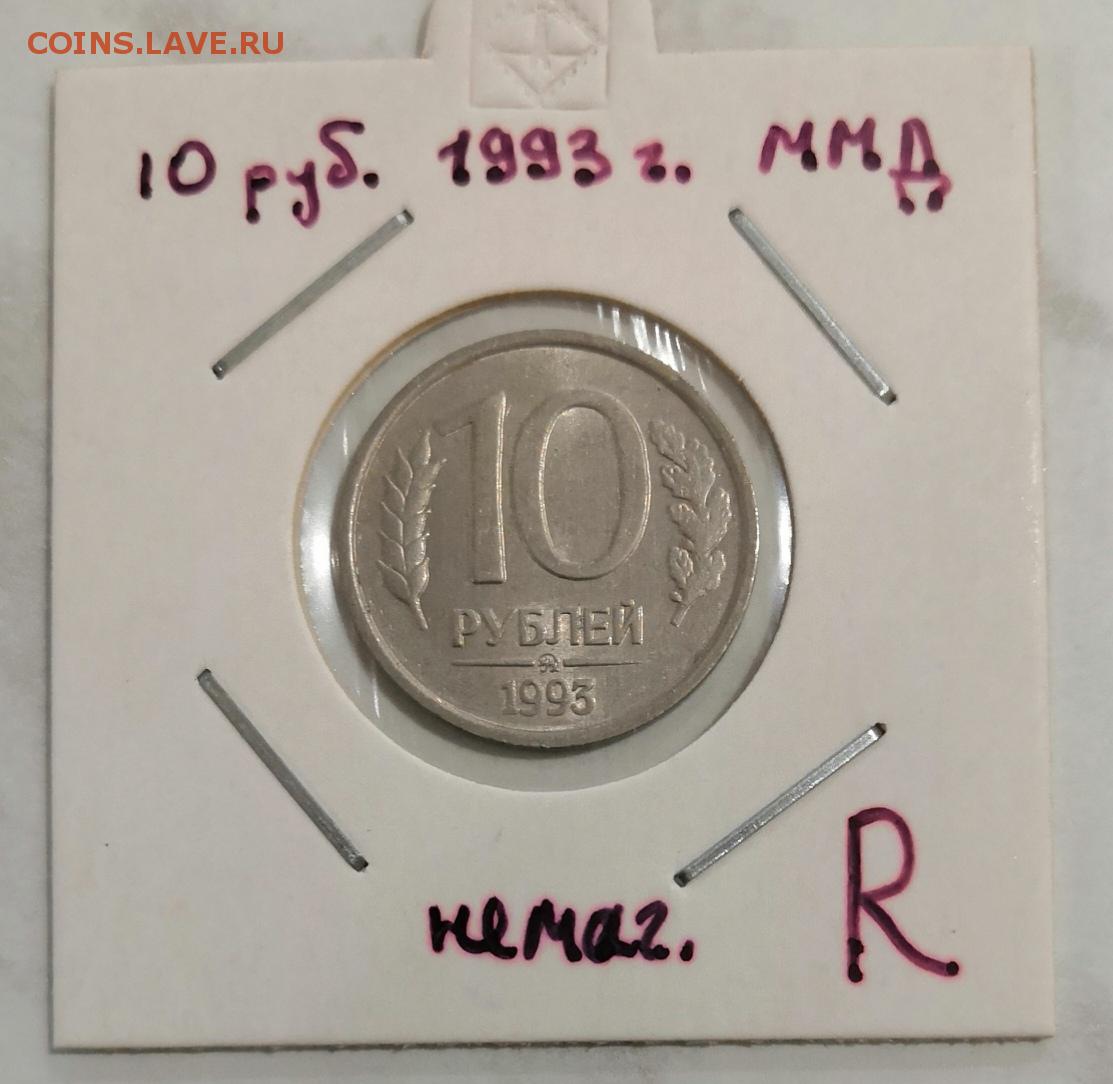 COINS.LAVE.RU
10 руб. 1993 г. ММД
10
РУБЛЕЙ
1993
немаг.
R